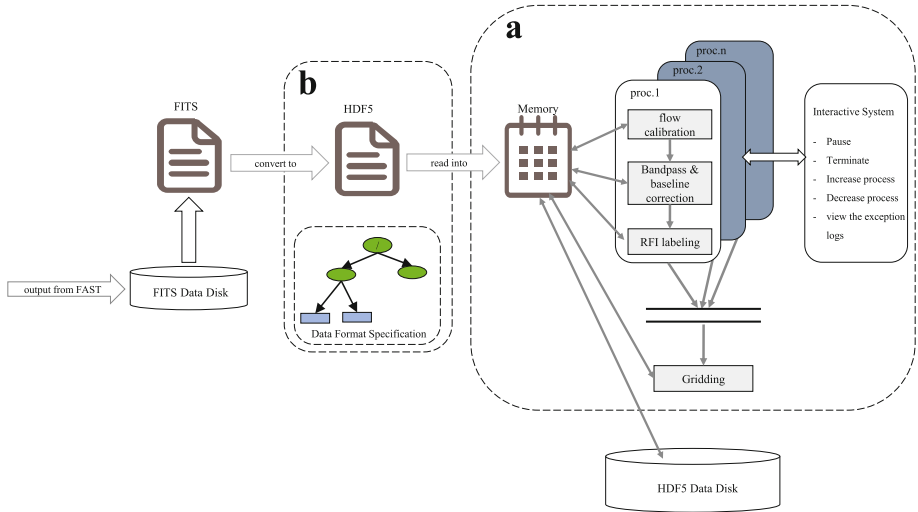 a
b
FITS
HDF5
Memory
proc.n
proc.2
proc.1
flow
calibration
Bandpass &
baseline
correction
RFI labeling
Interactive System
- Pause
- Terminate
- Increase process
- Decrease process
- view the exception
logs
convert to
read into
output from FAST
FITS Data Disk
/
Data Format Specification
Gridding
HDF5 Data Disk